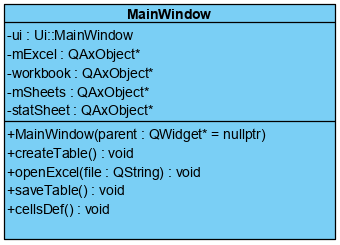 MainWindow
-ui : Ui::MainWindow
-mExcel : QAxObject*
-workbook : QAxObject*
-mSheets : QAxObject*
-statSheet : QAxObject*
+MainWindow(parent : QWidget* = nullptr)
+createTable() : void
+openExcel(file : QString) : void
+saveTable() : void
+cellsDef() : void